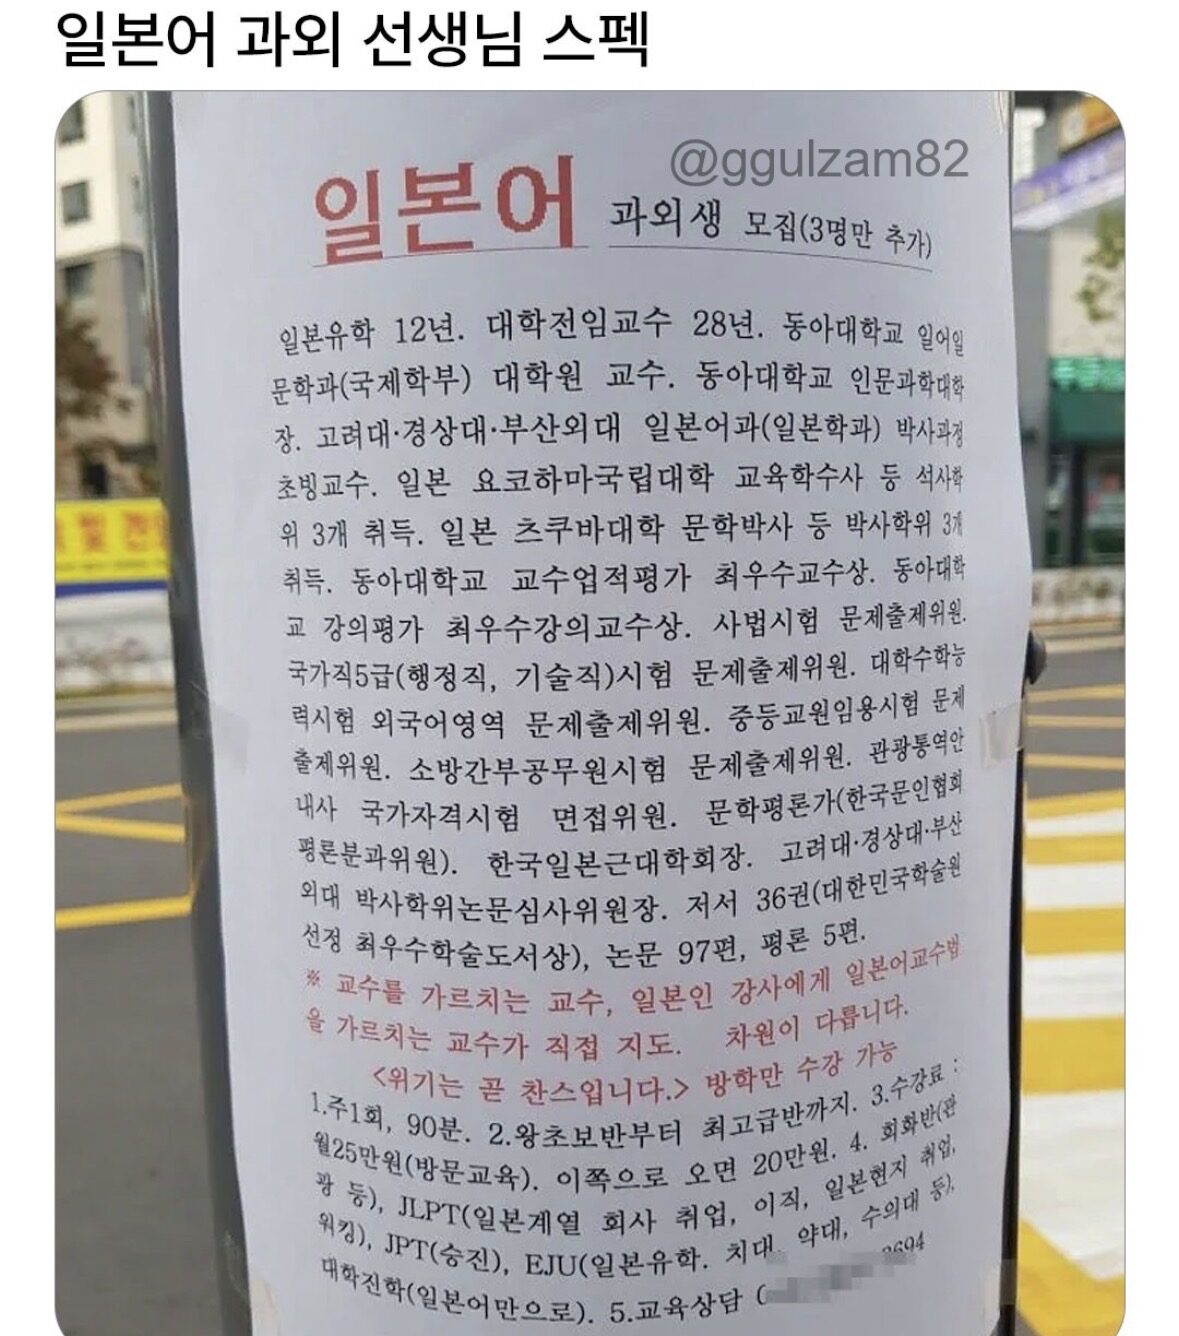 일본어 과외 선생님 스펙
@ggulzam82
일본어 과외생 모집(3명만 추가)
일본유학 12년. 대학전임교수 28년. 동아대학교 일어일
문학과(국제학부) 대학원 교수. 동아대학교 인문과학대학
장. 고려대·경상대·부산외대 일본어과(일본학과) 박사과정
초빙교수. 일본 요코하마국립대학 교육학수사 등 석사학
위 3개 취득. 일본 츠쿠바대학 문학박사 등 박사학위 3개
취득. 동아대학교 교수업적평가 최우수교수상. 동아대학
교 강의평가 최우수강의교수상. 사법시험 문제출제위원.
국가직5급(행정직, 기술직)시험 문제출제위원. 대학수학능
력시험 외국어영역 문제출제위원. 중등교원임용시험 문제
출제위원. 소방간부공무원시험 문제출제위원. 관광통역안
내사 국가자격시험 면접위원. 문학평론가(한국문인협회
평론분과위원). 한국일본근대학회장. 고려대·경상대·부산
외대 박사학위논문심사위원장. 저서 36권(대한민국학술원
선정 최우수학술도서상), 논문 97편, 평론 5편.
※ 교수를 가르치는 교수, 일본인 강사에게 일본어교수법
을 가르치는 교수가 직접 지도. 차원이 다릅니다.
<위기는 곧 찬스입니다.> 방학만 수강 가능
1.주1회, 90분. 2.왕초보반부터 최고급반까지. 3.수강료 :
월25만원(방문교육). 이쪽으로 오면 20만원. 4. 회화반(관
광 등), JLPT(일본계열 회사 취업, 이직, 일본현지 취업,
워킹), JPT(승진), EJU(일본유학. 치대, 약대, 수의대 등),
대학진학(일본어만으로). 5.교육상담 (